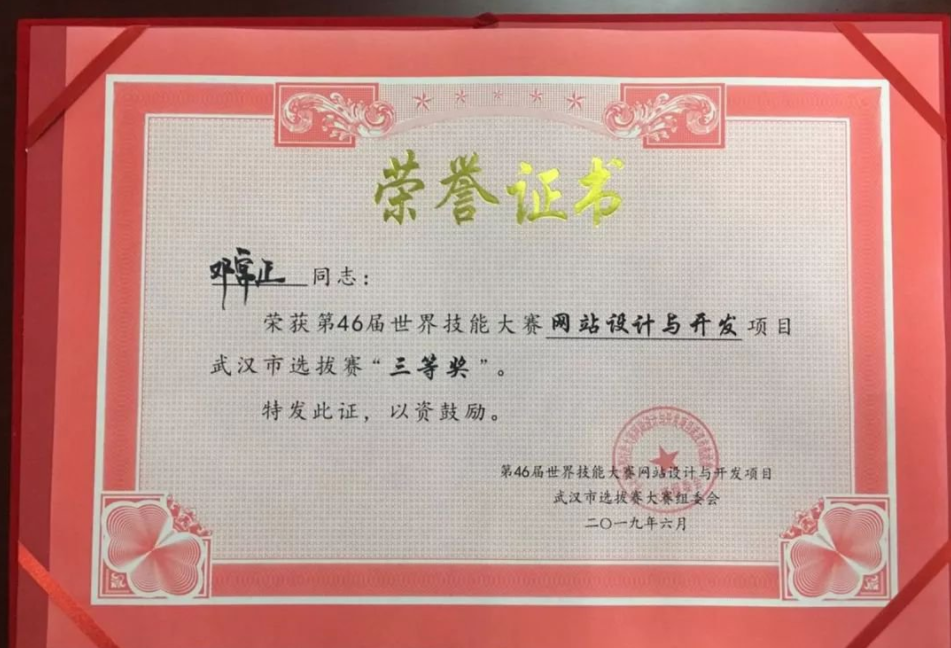 荣誉证书
邓常正 同志：
荣获第46届世界技能大赛网站设计与开发项目
武汉市选拔赛“三等奖”。
特发此证，以资鼓励。
第46届世界技能大赛网站设计与开发项目
武汉市选拔赛大赛组委会
二〇一九年六月